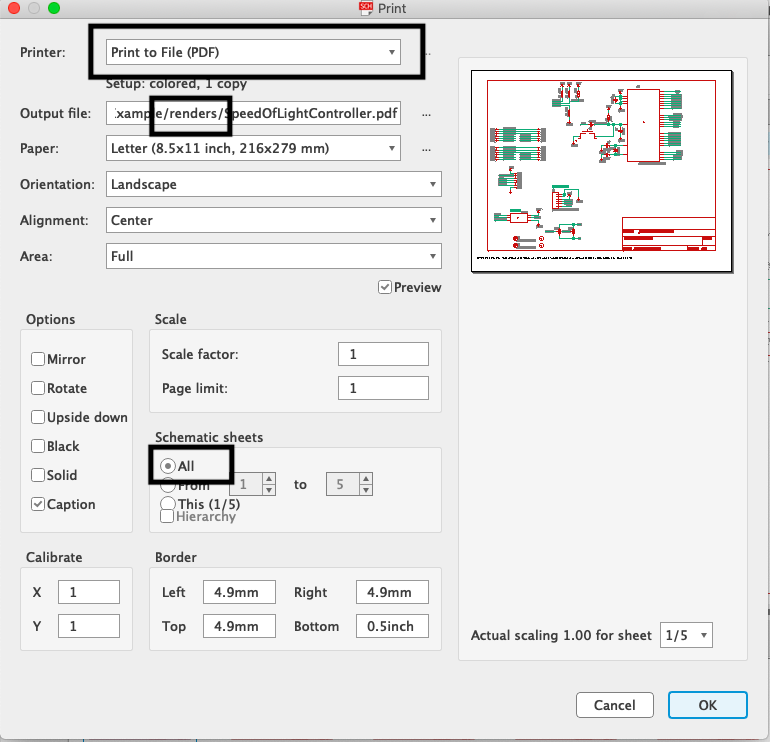 SCH Print
Printer: Print to File (PDF) ...
Setup: colored, 1 copy
Output file: xample/renders/SpeedOfLightController.pdf ...
Paper: Letter (8.5x11 inch, 216x279 mm) ...
Orientation: Landscape
Alignment: Center
Area: Full
Preview
Options
Mirror
Rotate
Upside down
Black
Solid
Caption
Scale
Scale factor: 1
Page limit: 1
Schematic sheets
All
From 1 to 5
This (1/5)
Hierarchy
Calibrate
X 1
Y 1
Border
Left 4.9mm Right 4.9mm
Top 4.9mm Bottom 0.5inch
Actual scaling 1.00 for sheet 1/5
Cancel OK